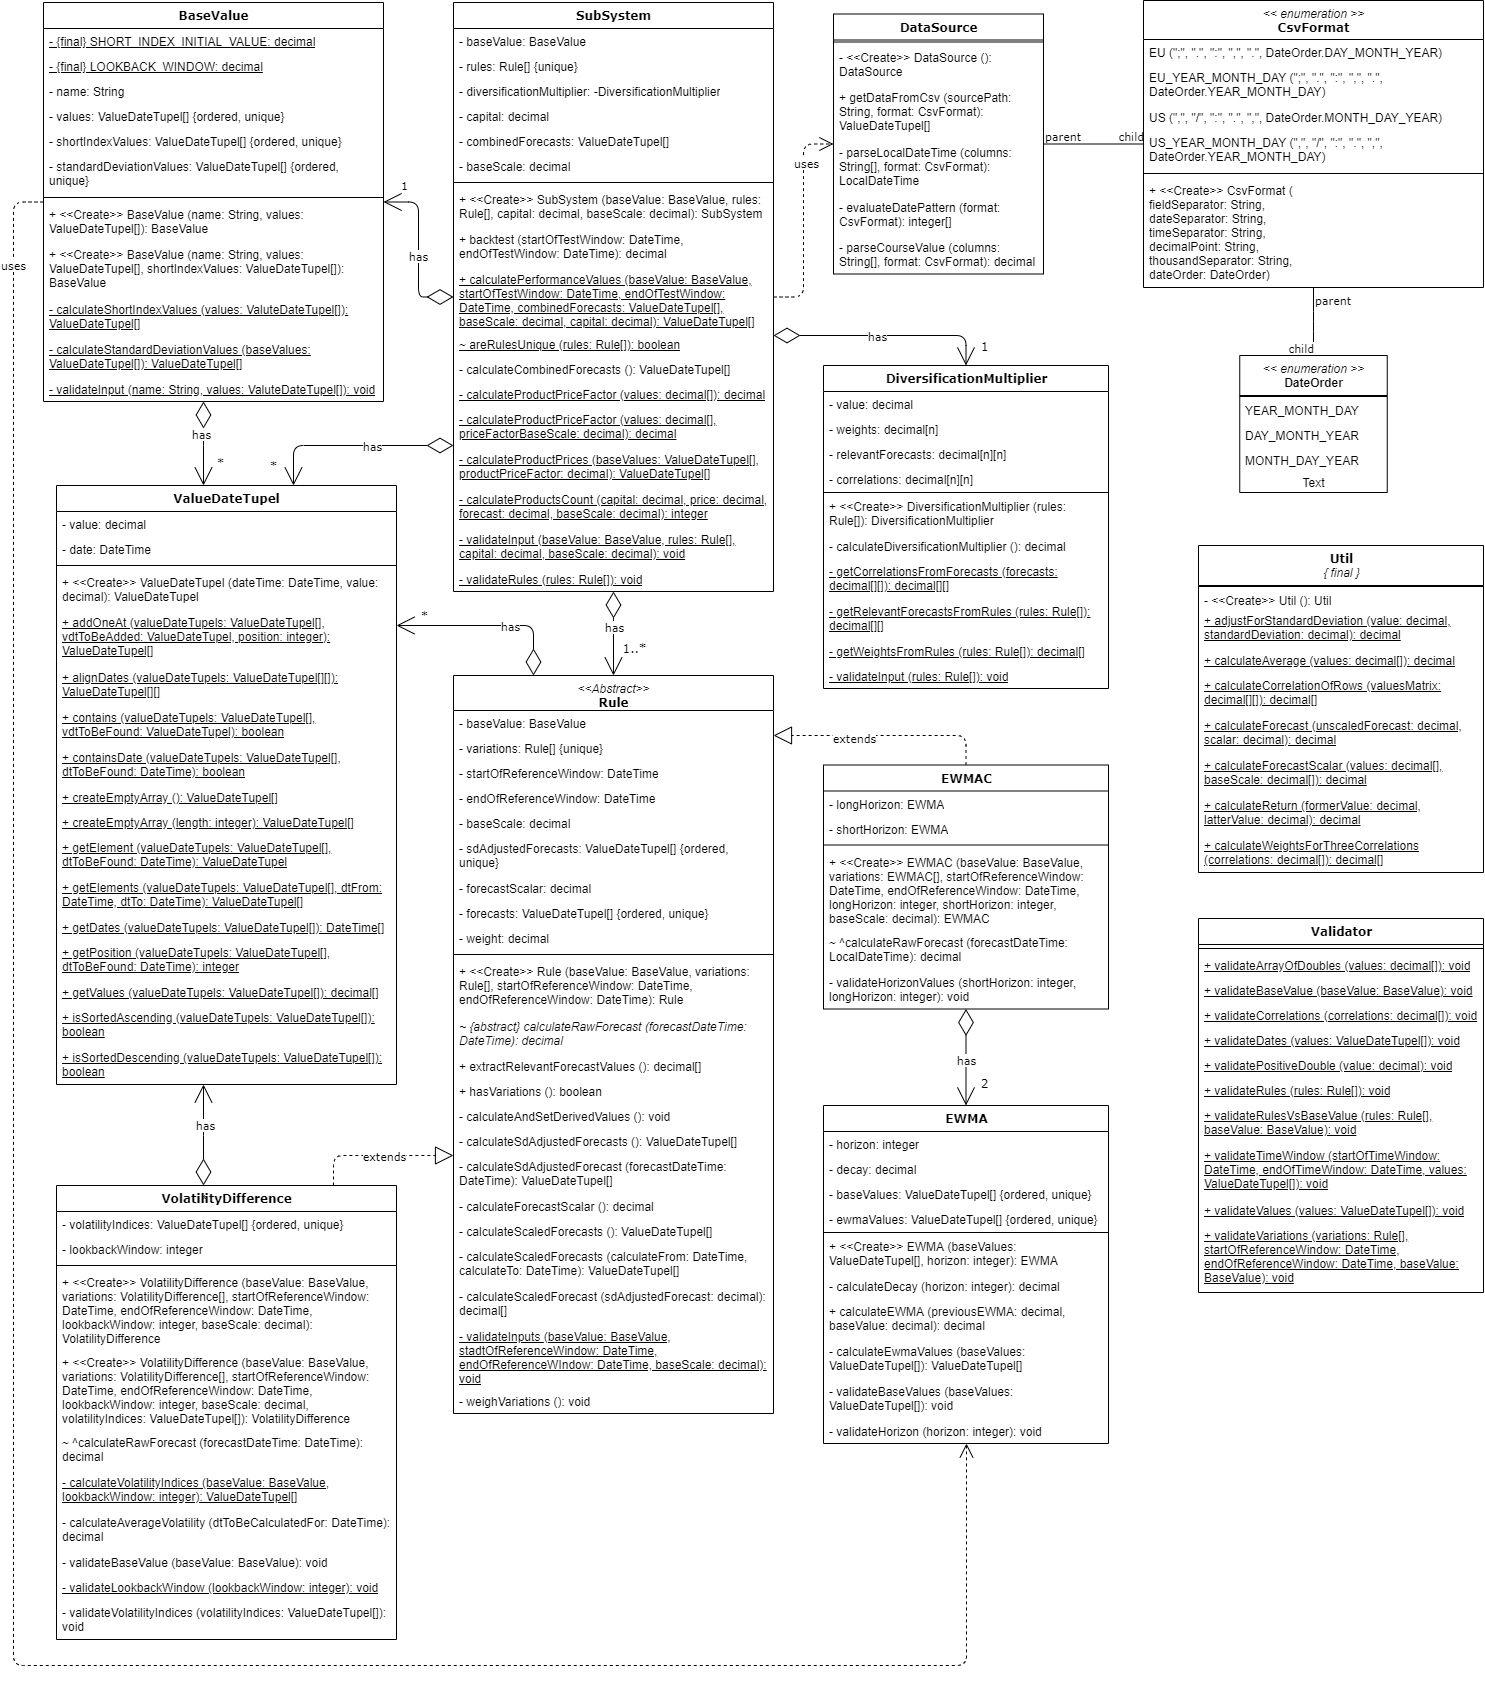 BaseValue
- {final} SHORT_INDEX_INITIAL_VALUE: decimal
- {final} LOOKBACK_WINDOW: decimal
- name: String
- values: ValueDateTupel[] {ordered, unique}
- shortIndexValues: ValueDateTupel[] {ordered, unique}
- standardDeviationValues: ValueDateTupel[] {ordered,
unique}
+ <<Create>> BaseValue (name: String, values:
ValueDateTupel[]): BaseValue
+ <<Create>> BaseValue (name: String, values:
ValueDateTupel[], shortIndexValues: ValueDateTupel[]):
BaseValue
- calculateShortIndexValues (values: ValuteDateTupel[]):
ValueDateTupel[]
- calculateStandardDeviationValues (baseValues:
ValueDateTupel[]): ValueDateTupel[]
- validateInput (name: String, values: ValuteDateTupel[]): void
uses
1
has
has
*
has
*
SubSystem
- baseValue: BaseValue
- rules: Rule[] {unique}
- diversificationMultiplier: -DiversificationMultiplier
- capital: decimal
- combinedForecasts: ValueDateTupel[]
- baseScale: decimal
+ <<Create>> SubSystem (baseValue: BaseValue, rules:
Rule[], capital: decimal, baseScale: decimal): SubSystem
+ backtest (startOfTestWindow: DateTime,
endOfTestWindow: DateTime): decimal
+ calculatePerformanceValues (baseValue: BaseValue,
startOfTestWindow: DateTime, endOfTestWindow:
DateTime, combinedForecasts: ValueDateTupel[],
baseScale: decimal, capital: decimal): ValueDateTupel[]
~ areRulesUnique (rules: Rule[]): boolean
- calculateCombinedForecasts (): ValueDateTupel[]
- calculateProductPriceFactor (values: decimal[]): decimal
- calculateProductPriceFactor (values: decimal[],
priceFactorBaseScale: decimal): decimal
- calculateProductPrices (baseValues: ValueDateTupel[],
productPriceFactor: decimal): ValueDateTupel[]
- calculateProductsCount (capital: decimal, price: decimal,
forecast: decimal, baseScale: decimal): integer
- validateInput (baseValue: BaseValue, rules: Rule[],
capital: decimal, baseScale: decimal): void
- validateRules (rules: Rule[]): void
uses
has
1
has
1..*
has
*
DataSource
- <<Create>> DataSource ():
DataSource
+ getDataFromCsv (sourcePath:
String, format: CsvFormat):
ValueDateTupel[]
- parseLocalDateTime (columns:
String[], format: CsvFormat):
LocalDateTime
- evaluateDatePattern (format:
CsvFormat): integer[]
- parseCourseValue (columns:
String[], format: CsvFormat): decimal
parent
child
<< enumeration >>
CsvFormat
EU (";", ".", ":", ",", ".", DateOrder.DAY_MONTH_YEAR)
EU_YEAR_MONTH_DAY (";", ".", ":", ",", ".",
DateOrder.YEAR_MONTH_DAY)
US (",", "/", ":", ".", ",", DateOrder.MONTH_DAY_YEAR)
US_YEAR_MONTH_DAY (",", "/", ":", ".", ",",
DateOrder.YEAR_MONTH_DAY)
+ <<Create>> CsvFormat (
fieldSeparator: String,
dateSeparator: String,
timeSeparator: String,
decimalPoint: String,
thousandSeparator: String,
dateOrder: DateOrder)
parent
child
<< enumeration >>
DateOrder
YEAR_MONTH_DAY
DAY_MONTH_YEAR
MONTH_DAY_YEAR
Text
DiversificationMultiplier
- value: decimal
- weights: decimal[n]
- relevantForecasts: decimal[n][n]
- correlations: decimal[n][n]
+ <<Create>> DiversificationMultiplier (rules:
Rule[]): DiversificationMultiplier
- calculateDiversificationMultiplier (): decimal
- getCorrelationsFromForecasts (forecasts:
decimal[][]): decimal[][]
- getRelevantForecastsFromRules (rules: Rule[]):
decimal[][]
- getWeightsFromRules (rules: Rule[]): decimal[]
- validateInput (rules: Rule[]): void
ValueDateTupel
- value: decimal
- date: DateTime
+ <<Create>> ValueDateTupel (dateTime: DateTime, value:
decimal): ValueDateTupel
+ addOneAt (valueDateTupels: ValueDateTupel[],
vdtToBeAdded: ValueDateTupel, position: integer):
ValueDateTupel[]
+ alignDates (valueDateTupels: ValueDateTupel[][]):
ValueDateTupel[][]
+ contains (valueDateTupels: ValueDateTupel[],
vdtToBeFound: ValueDateTupel): boolean
+ containsDate (valueDateTupels: ValueDateTupel[],
dtToBeFound: DateTime): boolean
+ createEmptyArray (): ValueDateTupel[]
+ createEmptyArray (length: integer): ValueDateTupel[]
+ getElement (valueDateTupels: ValueDateTupel[],
dtToBeFound: DateTime): ValueDateTupel
+ getElements (valueDateTupels: ValueDateTupel[], dtFrom:
DateTime, dtTo: DateTime): ValueDateTupel[]
+ getDates (valueDateTupels: ValueDateTupel[]): DateTime[]
+ getPosition (valueDateTupels: ValueDateTupel[],
dtToBeFound: DateTime): integer
+ getValues (valueDateTupels: ValueDateTupel[]): decimal[]
+ isSortedAscending (valueDateTupels: ValueDateTupel[]):
boolean
+ isSortedDescending (valueDateTupels: ValueDateTupel[]):
boolean
has
extends
<<Abstract>>
Rule
- baseValue: BaseValue
- variations: Rule[] {unique}
- startOfReferenceWindow: DateTime
- endOfReferenceWindow: DateTime
- baseScale: decimal
- sdAdjustedForecasts: ValueDateTupel[] {ordered,
unique}
- forecastScalar: decimal
- forecasts: ValueDateTupel[] {ordered, unique}
- weight: decimal
+ <<Create>> Rule (baseValue: BaseValue, variations:
Rule[], startOfReferenceWindow: DateTime,
endOfReferenceWindow: DateTime): Rule
~ {abstract} calculateRawForecast (forecastDateTime:
DateTime): decimal
+ extractRelevantForecastValues (): decimal[]
+ hasVariations (): boolean
- calculateAndSetDerivedValues (): void
- calculateSdAdjustedForecasts (): ValueDateTupel[]
- calculateSdAdjustedForecast (forecastDateTime:
DateTime): ValueDateTupel[]
- calculateForecastScalar (): decimal
- calculateScaledForecasts (): ValueDateTupel[]
- calculateScaledForecasts (calculateFrom: DateTime,
calculateTo: DateTime): ValueDateTupel[]
- calculateScaledForecast (sdAdjustedForecast: decimal):
decimal[]
- validateInputs (baseValue: BaseValue,
stadtOfReferenceWindow: DateTime,
endOfReferenceWIndow: DateTime, baseScale: decimal):
void
- weighVariations (): void
extends
EWMAC
- longHorizon: EWMA
- shortHorizon: EWMA
+ <<Create>> EWMAC (baseValue: BaseValue,
variations: EWMAC[], startOfReferenceWindow:
DateTime, endOfReferenceWindow: DateTime,
longHorizon: integer, shortHorizon: integer,
baseScale: decimal): EWMAC
~ ^calculateRawForecast (forecastDateTime:
LocalDateTime): decimal
- validateHorizonValues (shortHorizon: integer,
longHorizon: integer): void
has
2
EWMA
- horizon: integer
- decay: decimal
- baseValues: ValueDateTupel[] {ordered, unique}
- ewmaValues: ValueDateTupel[] {ordered, unique}
+ <<Create>> EWMA (baseValues:
ValueDateTupel[], horizon: integer): EWMA
- calculateDecay (horizon: integer): decimal
+ calculateEWMA (previousEWMA: decimal,
baseValue: decimal): decimal
- calculateEwmaValues (baseValues:
ValueDateTupel[]): ValueDateTupel[]
- validateBaseValues (baseValues:
ValueDateTupel[]): void
- validateHorizon (horizon: integer): void
Util
{ final }
- <<Create>> Util (): Util
+ adjustForStandardDeviation (value: decimal,
standardDeviation: decimal): decimal
+ calculateAverage (values: decimal[]): decimal
+ calculateCorrelationOfRows (valuesMatrix:
decimal[][]): decimal[]
+ calculateForecast (unscaledForecast: decimal,
scalar: decimal): decimal
+ calculateForecastScalar (values: decimal[],
baseScale: decimal[]): decimal
+ calculateReturn (formerValue: decimal,
latterValue: decimal): decimal
+ calculateWeightsForThreeCorrelations
(correlations: decimal[]): decimal[]
Validator
+ validateArrayOfDoubles (values: decimal[]): void
+ validateBaseValue (baseValue: BaseValue): void
+ validateCorrelations (correlations: decimal[]): void
+ validateDates (values: ValueDateTupel[]): void
+ validatePositiveDouble (value: decimal): void
+ validateRules (rules: Rule[]): void
+ validateRulesVsBaseValue (rules: Rule[],
baseValue: BaseValue): void
+ validateTimeWindow (startOfTimeWindow:
DateTime, endOfTimeWindow: DateTime, values:
ValueDateTupel[]): void
+ validateValues (values: ValueDateTupel[]): void
+ validateVariations (variations: Rule[],
startOfReferenceWindow: DateTime,
endOfReferenceWindow: DateTime, baseValue:
BaseValue): void
VolatilityDifference
- volatilityIndices: ValueDateTupel[] {ordered, unique}
- lookbackWindow: integer
+ <<Create>> VolatilityDifference (baseValue: BaseValue,
variations: VolatilityDifference[], startOfReferenceWindow:
DateTime, endOfReferenceWindow: DateTime,
lookbackWindow: integer, baseScale: decimal):
VolatilityDifference
+ <<Create>> VolatilityDifference (baseValue: BaseValue,
variations: VolatilityDifference[], startOfReferenceWindow:
DateTime, endOfReferenceWindow: DateTime,
lookbackWindow: integer, baseScale: decimal,
volatilityIndices: ValueDateTupel[]): VolatilityDifference
~ ^calculateRawForecast (forecastDateTime: DateTime):
decimal
- calculateVolatilityIndices (baseValue: BaseValue,
lookbackWindow: integer): ValueDateTupel[]
- calculateAverageVolatility (dtToBeCalculatedFor: DateTime):
decimal
- validateBaseValue (baseValue: BaseValue): void
- validateLookbackWindow (lookbackWindow: integer): void
- validateVolatilityIndices (volatilityIndices: ValueDateTupel[]):
void